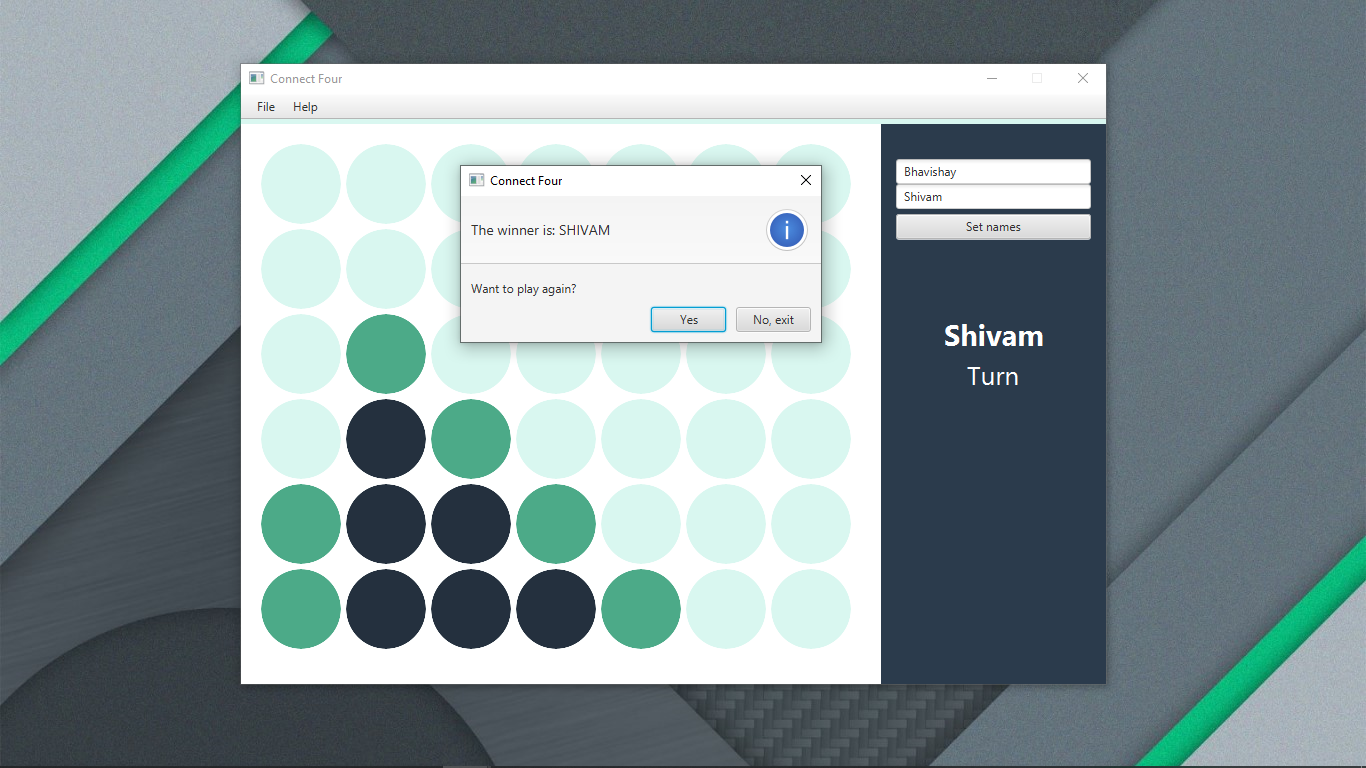 Connect Four
File Help
Connect Four
The winner is: SHIVAM
i
Want to play again?
Yes No, exit
Bhavishay
Shivam
Set names
Shivam
Turn